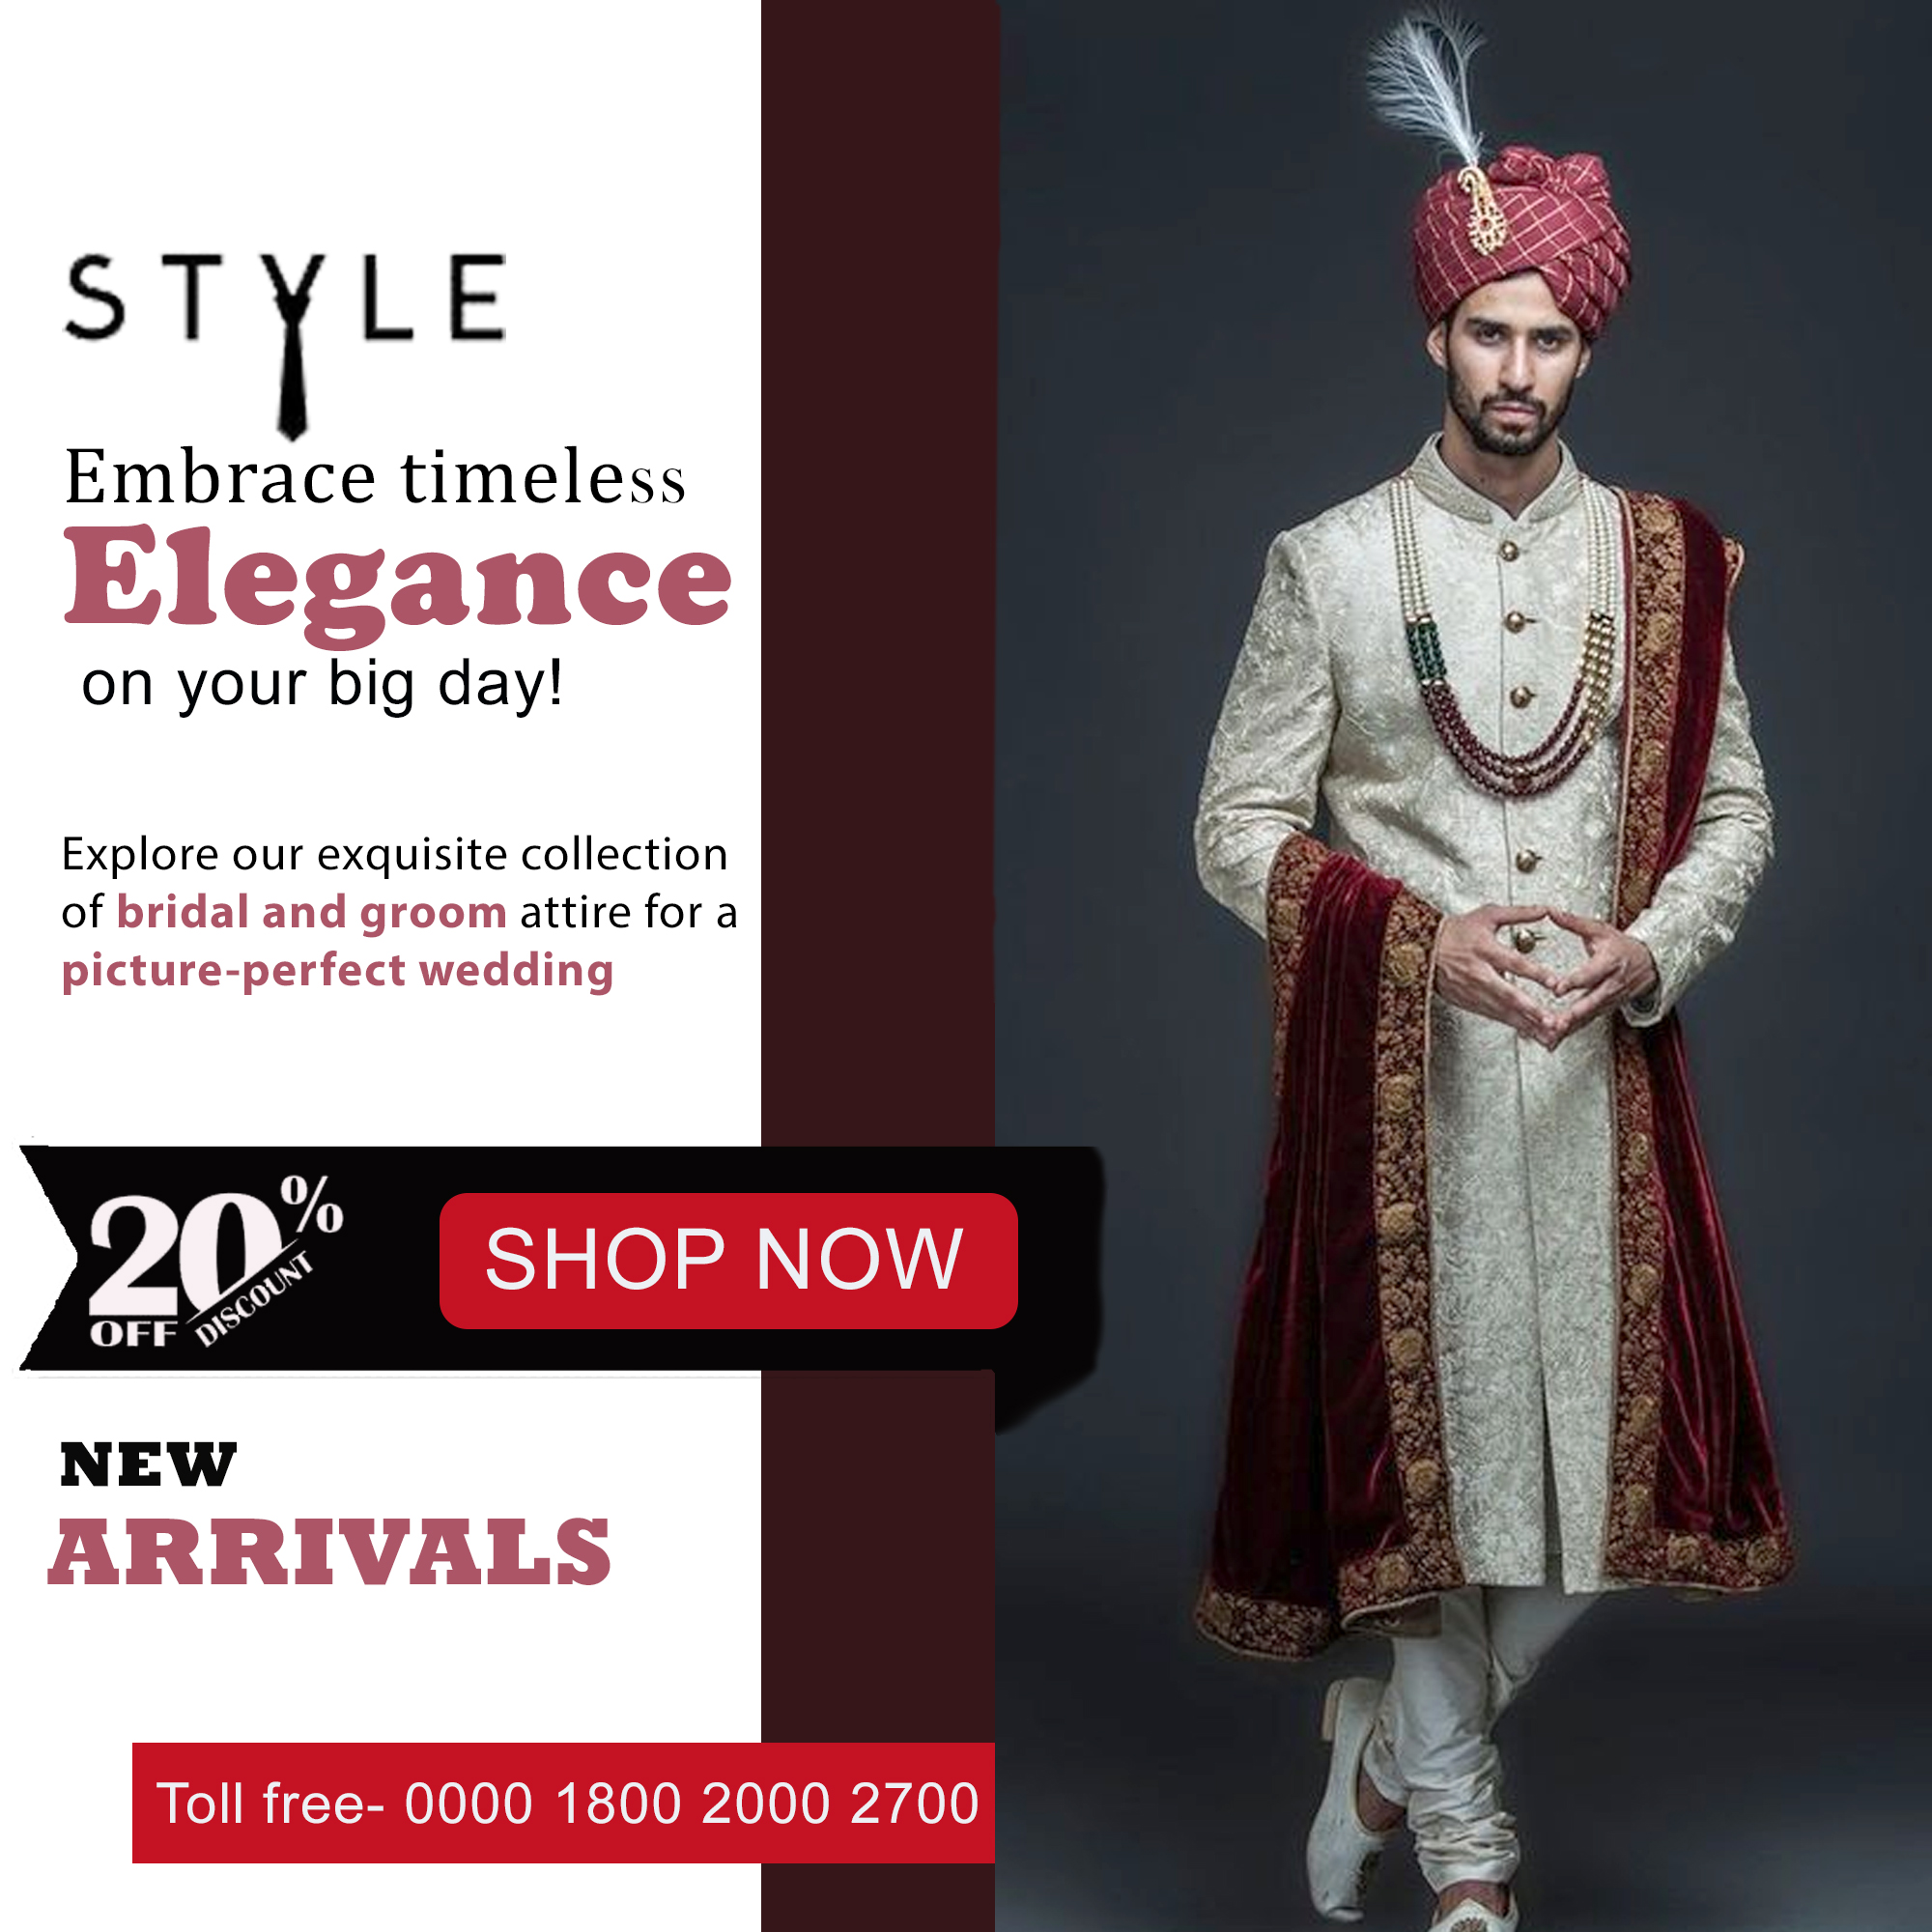 STYLE
Embrace timeless
Elegance
on your big day!
Explore our exquisite collection
of bridal and groom attire for a
picture-perfect wedding
20%
OFF DISCOUNT
SHOP NOW
NEW
ARRIVALS
Toll free- 0000 1800 2000 2700